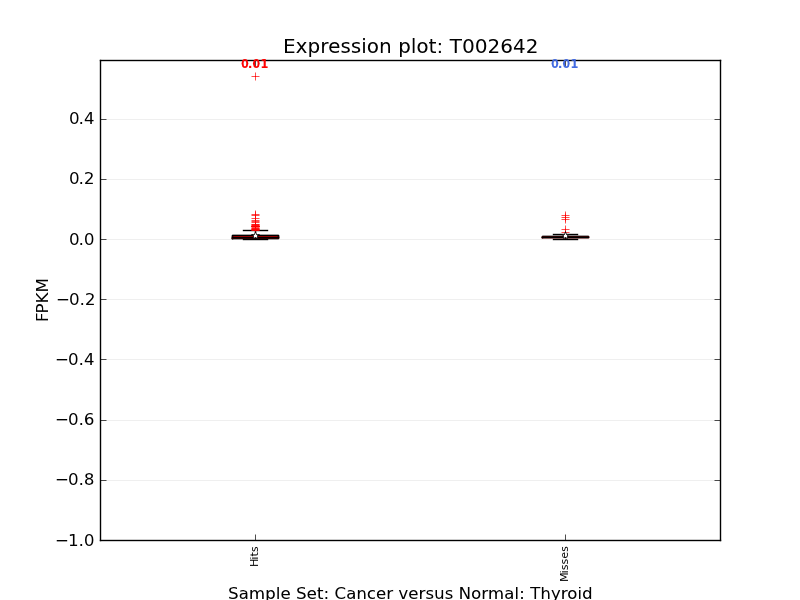 Expression plot: T002642
0.01 0.01
0.4
0.2
0.0
−0.2
−0.4
−0.6
−0.8
−1.0
FPKM
Hits Misses
Sample Set: Cancer versus Normal: Thyroid